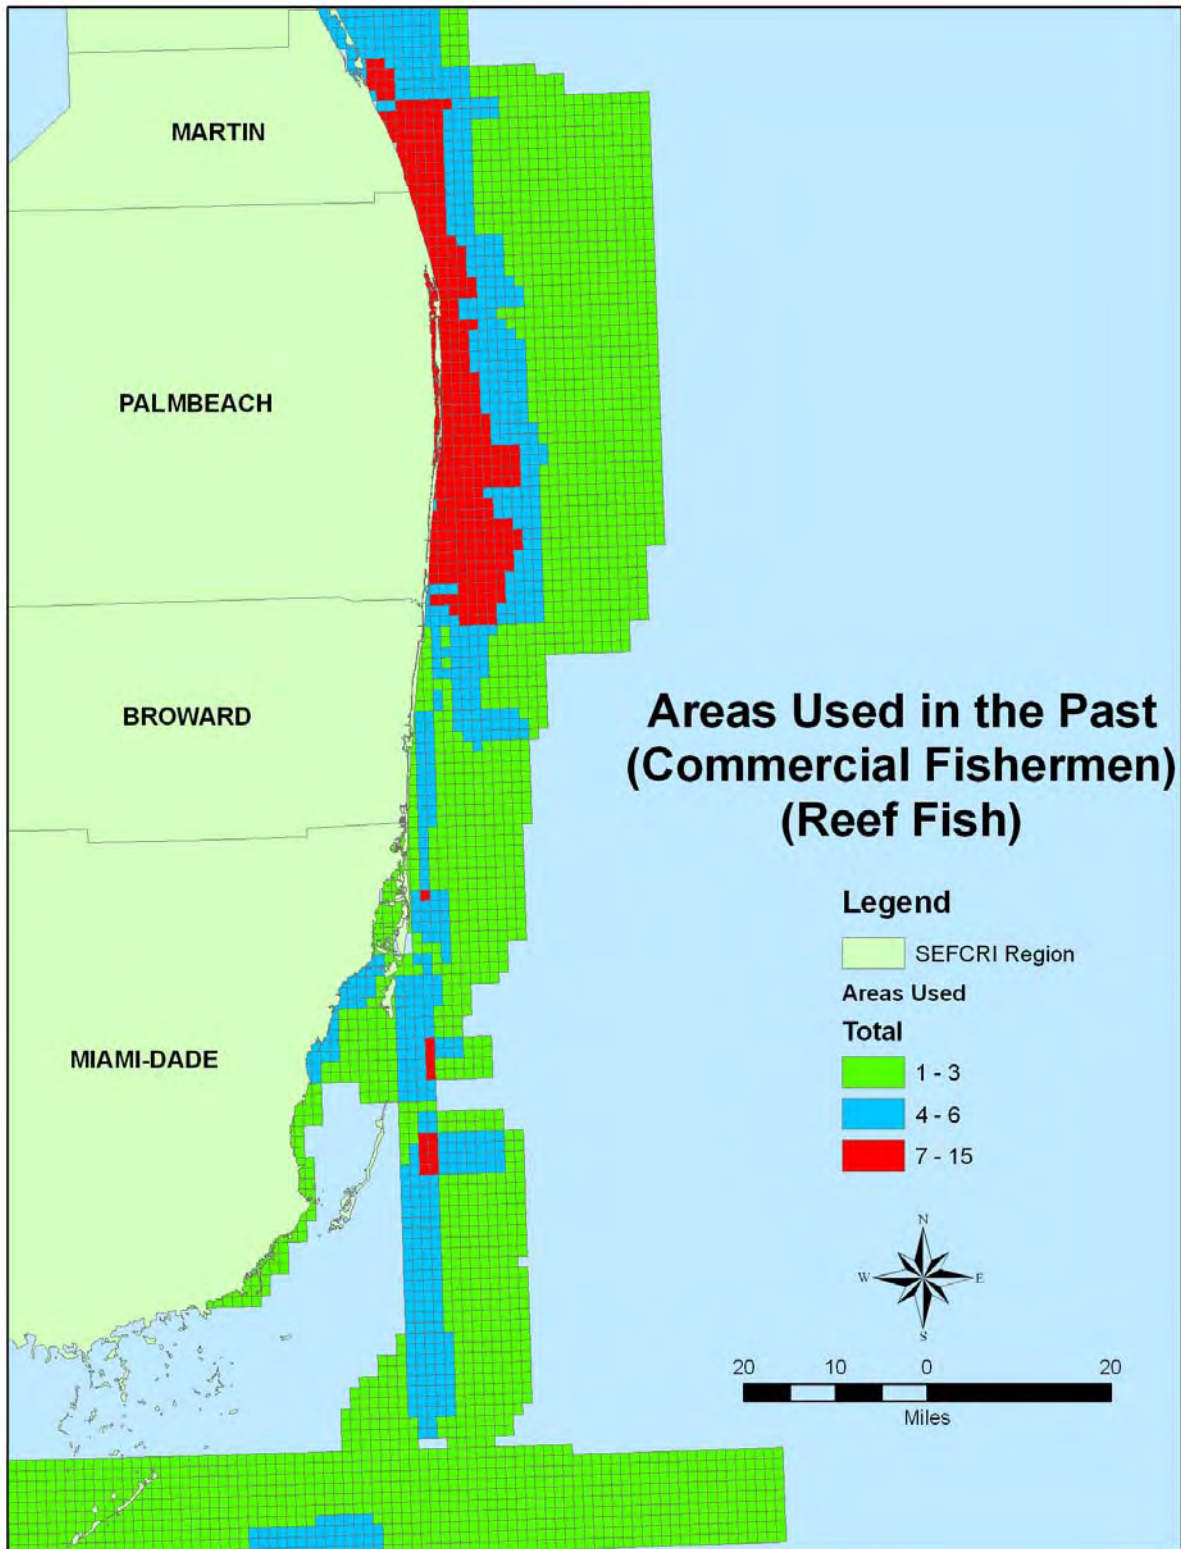 MARTIN
PALMBEACH
BROWARD
MIAMI-DADE
Areas Used in the Past
(Commercial Fishermen)
(Reef Fish)
Legend
SEFCRI Region
Areas Used
Total
1 - 3
4 - 6
7 - 15
N
W E
S
20 10 0 20
Miles